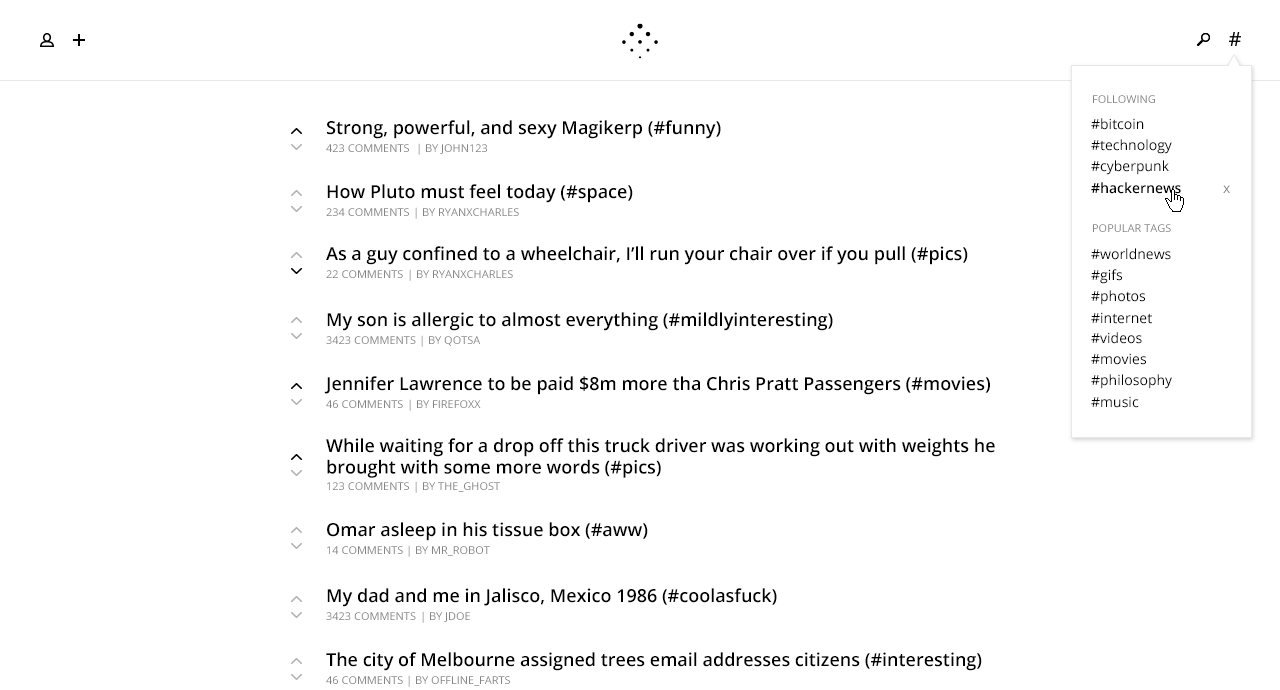 #
FOLLOWING
#bitcoin
#technology
#cyberpunk
#hackernews x
POPULAR TAGS
#worldnews
#gifs
#photos
#internet
#videos
#movies
#philosophy
#music
Strong, powerful, and sexy Magikerp (#funny)
423 COMMENTS | BY JOHN123
How Pluto must feel today (#space)
234 COMMENTS | BY RYANXCHARLES
As a guy confined to a wheelchair, I’ll run your chair over if you pull (#pics)
22 COMMENTS | BY RYANXCHARLES
My son is allergic to almost everything (#mildlyinteresting)
3423 COMMENTS | BY QOTSA
Jennifer Lawrence to be paid $8m more tha Chris Pratt Passengers (#movies)
46 COMMENTS | BY FIREFOXX
While waiting for a drop off this truck driver was working out with weights he
brought with some more words (#pics)
123 COMMENTS | BY THE_GHOST
Omar asleep in his tissue box (#aww)
14 COMMENTS | BY MR_ROBOT
My dad and me in Jalisco, Mexico 1986 (#coolasfuck)
3423 COMMENTS | BY JDOE
The city of Melbourne assigned trees email addresses citizens (#interesting)
46 COMMENTS | BY OFFLINE_FARTS